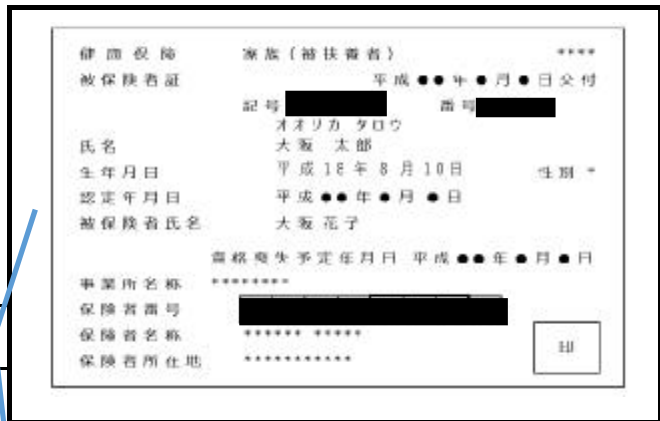 健康保険 家族(被扶養者) ****
被保険者証 平成●●年●月●日交付
記号 番号
オオサカ タロウ
氏名 大阪 太郎
生年月日 平成18年8月10日 性別 *
認定年月日 平成●●年●月●日
被保険者氏名 大阪花子
資格喪失予定年月日 平成●●年●月●日
事業所名称 ********
保険者番号
保険者名称 ****** *****
保険者所在地 ***********
印